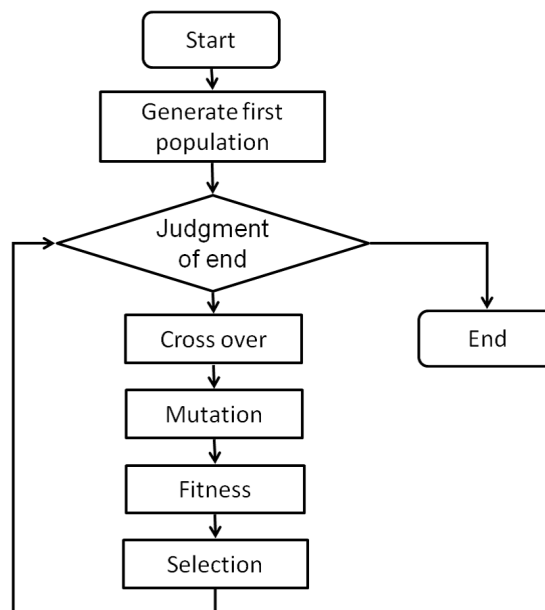 Start
Generate first
population
Judgment
of end
Cross over
End
Mutation
Fitness
Selection